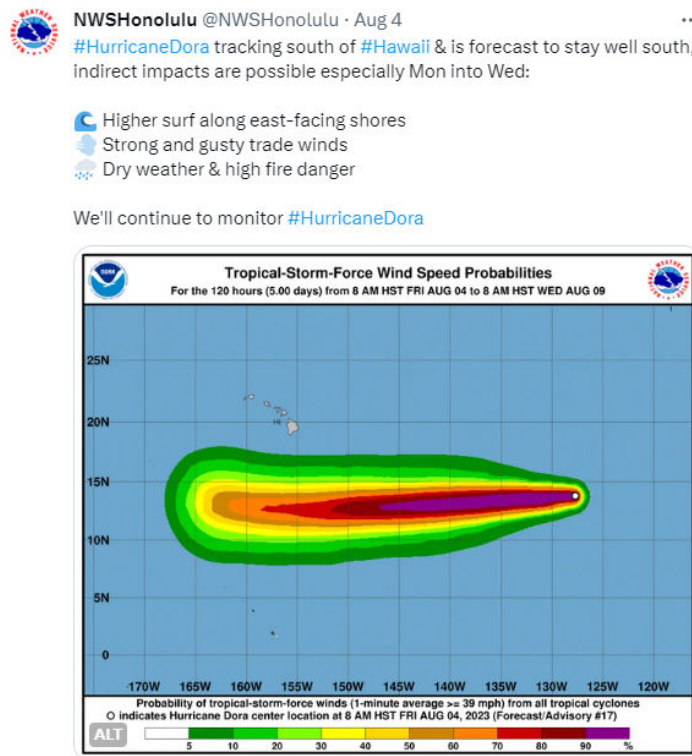 NWSHonolulu @NWSHonolulu · Aug 4
#HurricaneDora tracking south of #Hawaii & is forecast to stay well south,
indirect impacts are possible especially Mon into Wed:
🌊 Higher surf along east-facing shores
💨 Strong and gusty trade winds
🌧️ Dry weather & high fire danger
We'll continue to monitor #HurricaneDora
Tropical-Storm-Force Wind Speed Probabilities
For the 120 hours (5.00 days) from 8 AM HST FRI AUG 04 to 8 AM HST WED AUG 09
25N
20N
15N
10N
5N
0
170W 165W 160W 155W 150W 145W 140W 135W 130W 125W 120W
Probability of tropical-storm-force winds (1-minute average >= 39 mph) from all tropical cyclones
O indicates Hurricane Dora center location at 8 AM HST FRI AUG 04, 2023 (Forecast/Advisory #17)
ALT
5 10 20 30 40 50 60 70 80 90 %